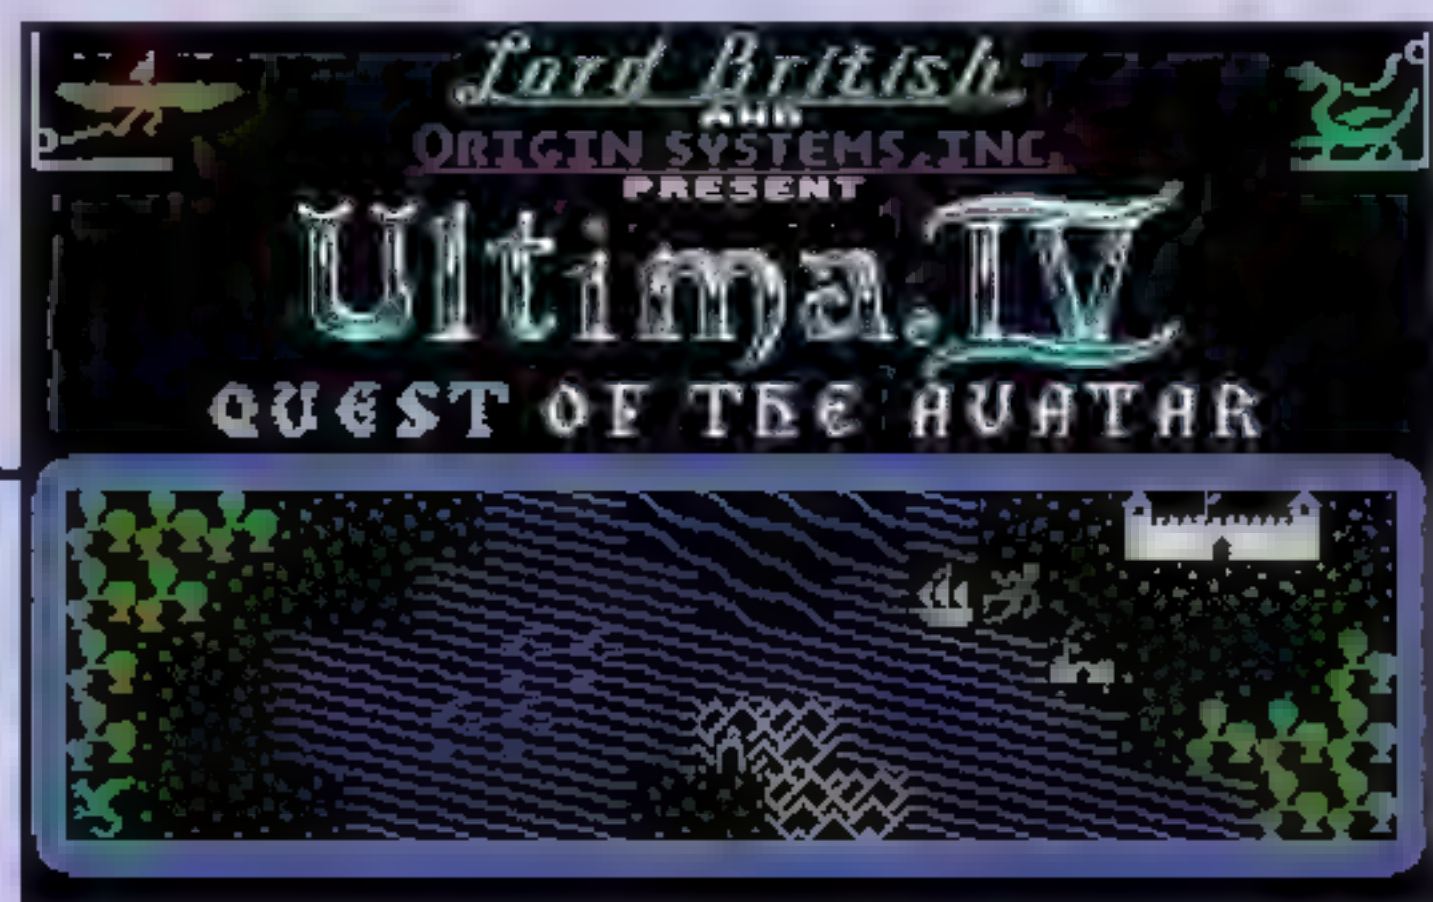 Lord British
AND
ORIGIN SYSTEMS, INC.
PRESENT
Ultima IV
QUEST OF THE AVATAR